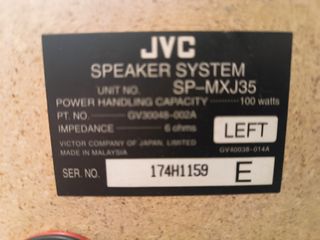 JVC
SPEAKER SYSTEM
UNIT NO. SP-MXJ35
POWER HANDLING CAPACITY 100 watts
PT. NO. GV30048-002A
IMPEDANCE 6 ohms
LEFT
VICTOR COMPANY OF JAPAN, LIMITED
MADE IN MALAYSIA GV40038-014A
SER. NO. 174H1159 E